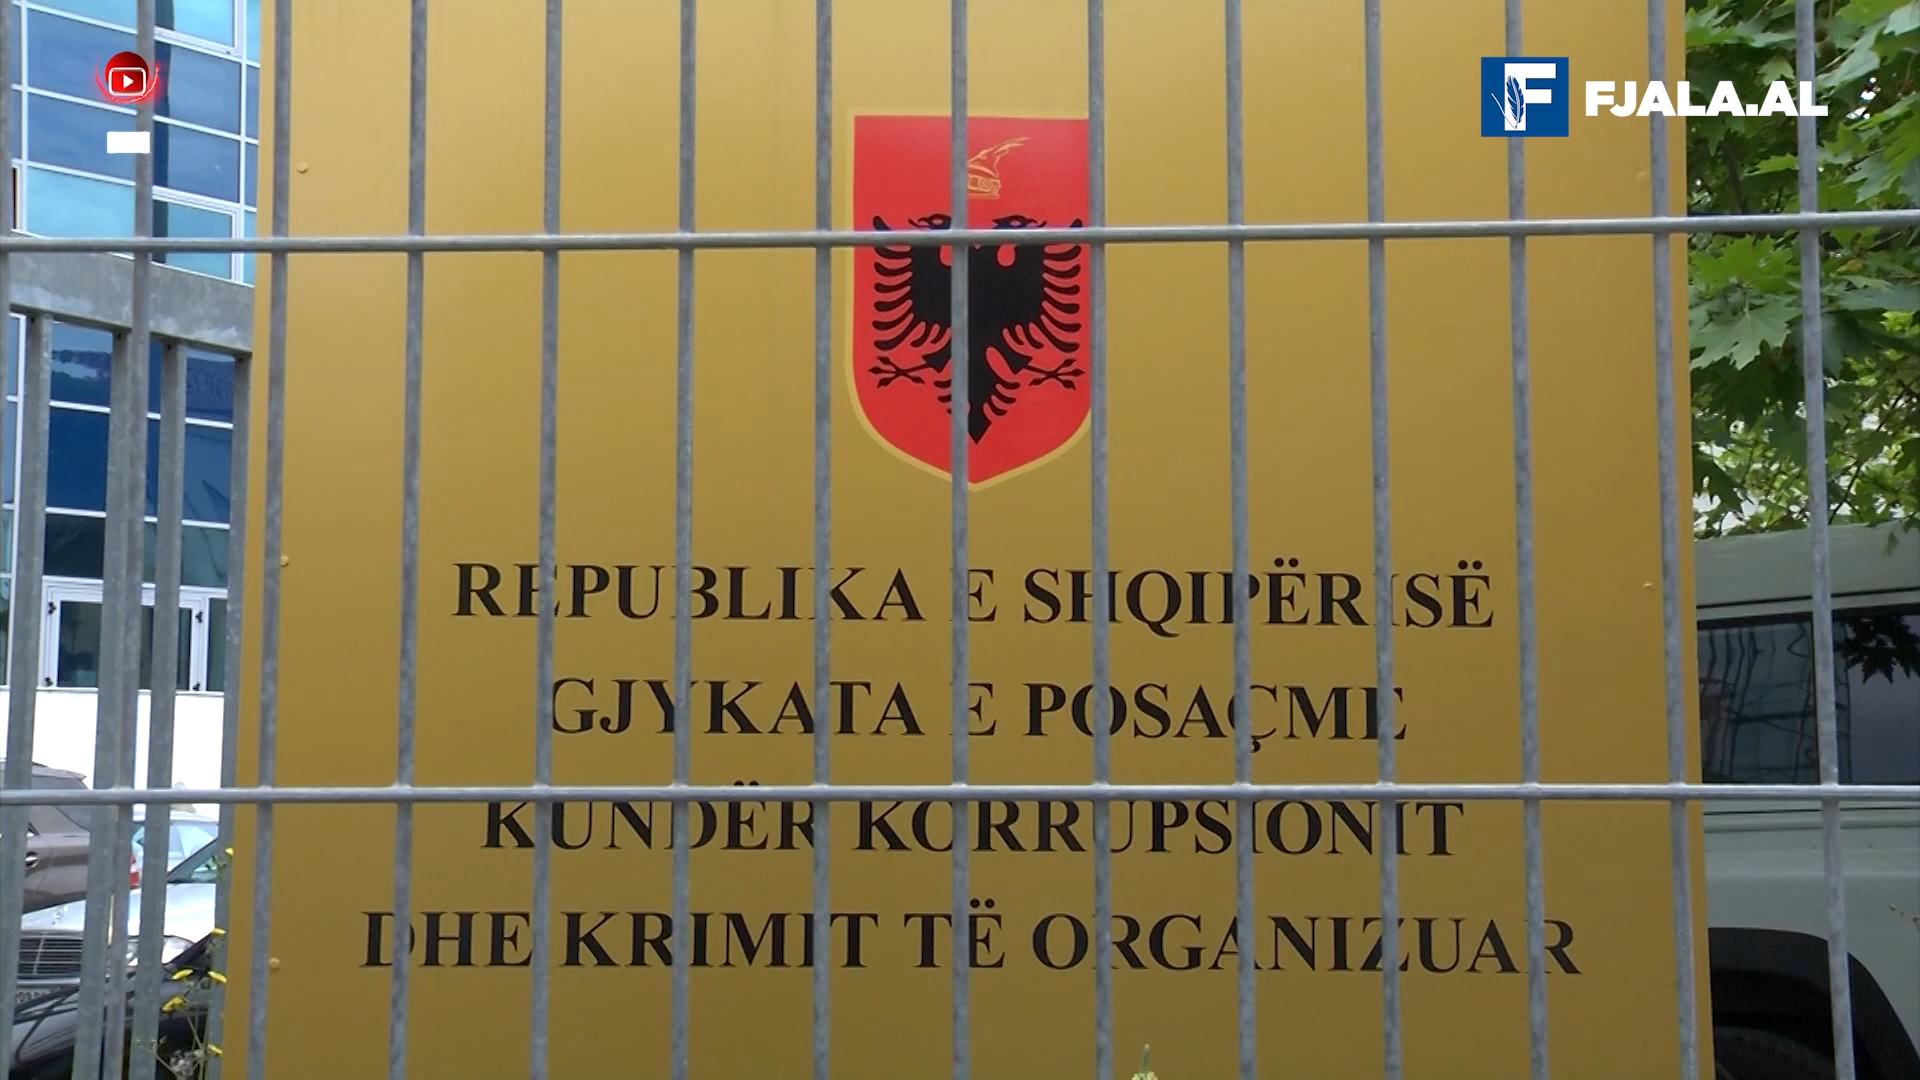 FJALA.AL
REPUBLIKA E SHQIPËRISË
GJYKATA E POSAÇME
KUNDËR KORRUPSIONIT
DHE KRIMIT TË ORGANIZUAR